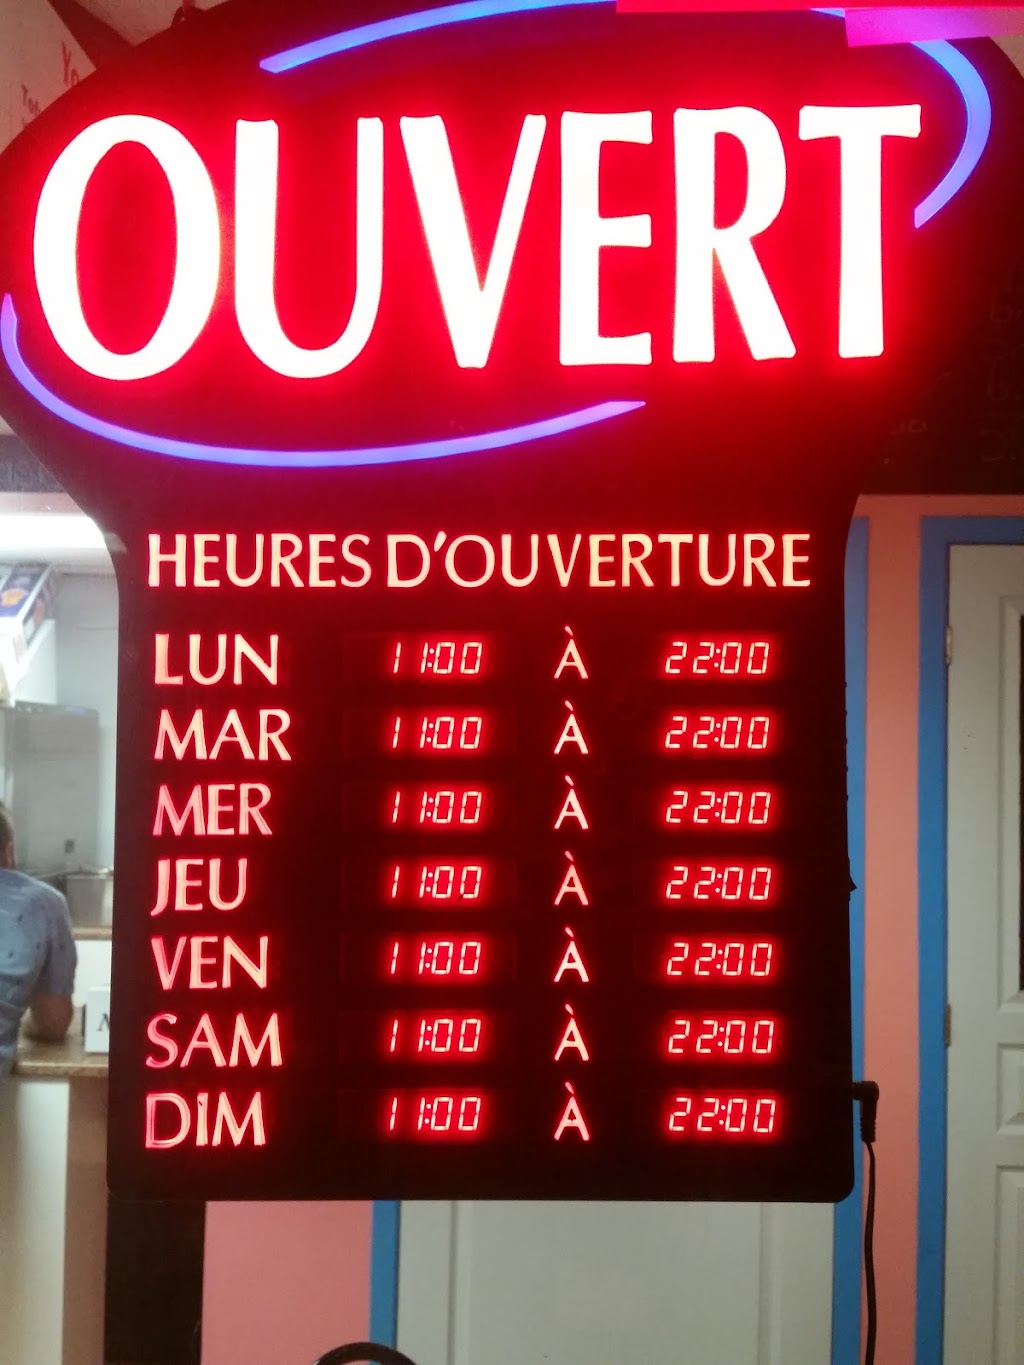 OUVERT
HEURES D'OUVERTURE
LUN 11:00 À 22:00
MAR 11:00 À 22:00
MER 11:00 À 22:00
JEU 11:00 À 22:00
VEN 11:00 À 22:00
SAM 11:00 À 22:00
DIM 11:00 À 22:00